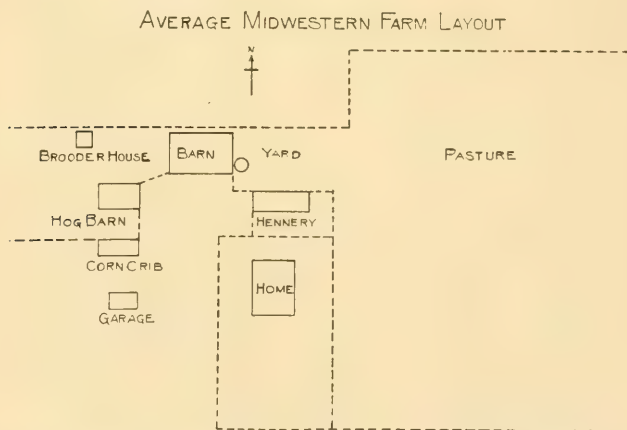 AVERAGE MIDWESTERN FARM LAYOUT
N
BROODER HOUSE
BARN
YARD
PASTURE
HOG BARN
HENNERY
CORN CRIB
HOME
GARAGE